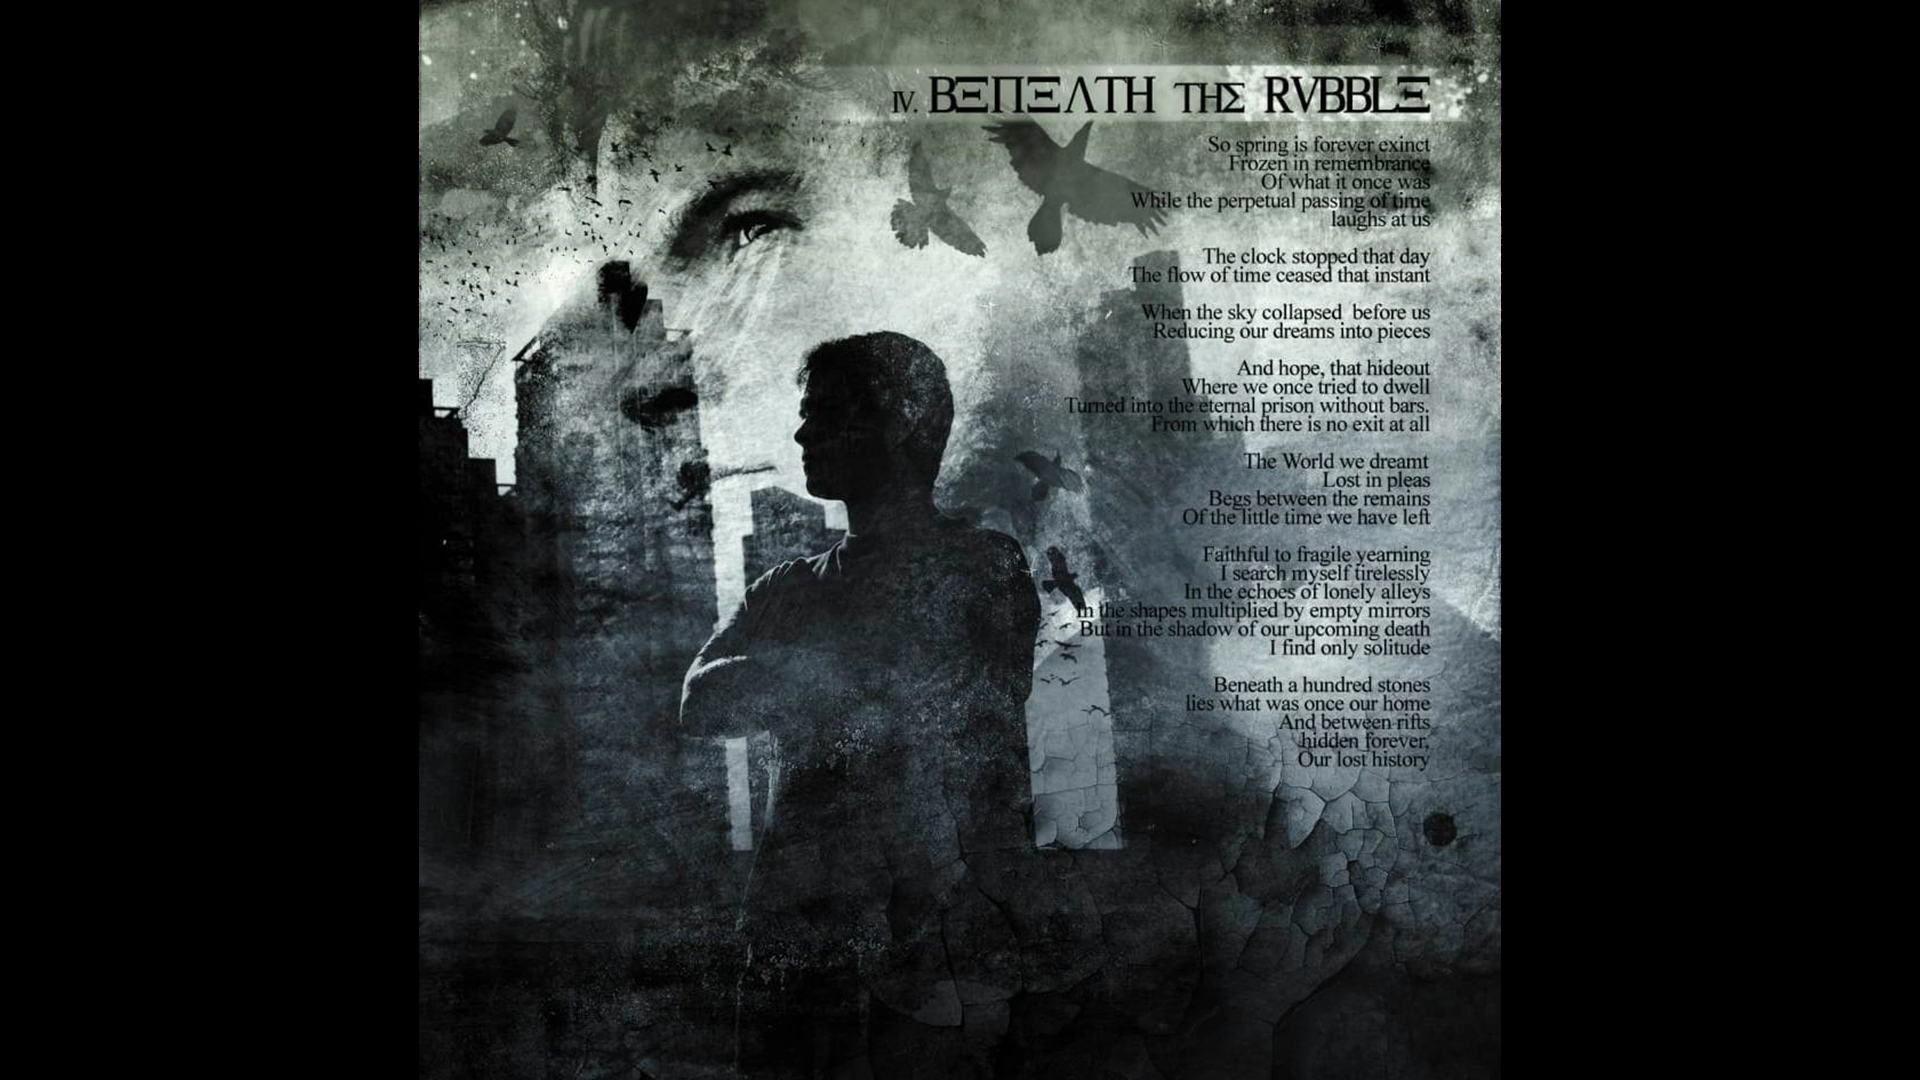 IV. BΞΠΞΛTH THΣ RVBBLΞ
So spring is forever exinct
Frozen in remembrance
Of what it once was
While the perpetual passing of time
laughs at us
The clock stopped that day
The flow of time ceased that instant
When the sky collapsed before us
Reducing our dreams into pieces
And hope, that hideout
Where we once tried to dwell
Turned into the eternal prison without bars.
From which there is no exit at all
The World we dreamt
Lost in pleas
Begs between the remains
Of the little time we have left
Faithful to fragile yearning
I search myself tirelessly
In the echoes of lonely alleys
In the shapes multiplied by empty mirrors
But in the shadow of our upcoming death
I find only solitude
Beneath a hundred stones
lies what was once our home
And between rifts
hidden forever,
Our lost history